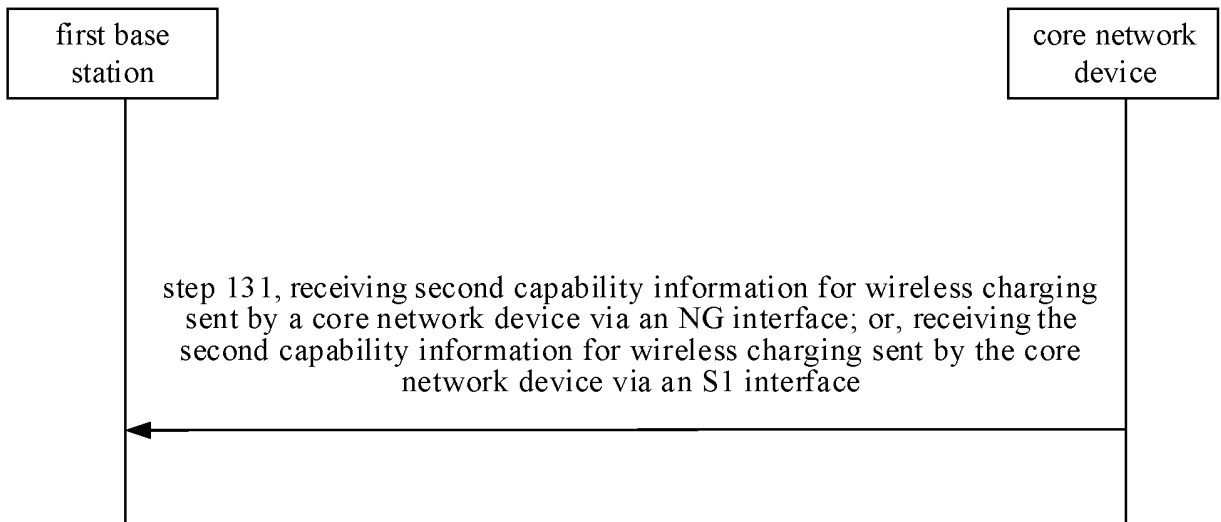 first base
station
core network
device
step 131, receiving second capability information for wireless charging
sent by a core network device via an NG interface; or, receiving the
second capability information for wireless charging sent by the core
network device via an S1 interface